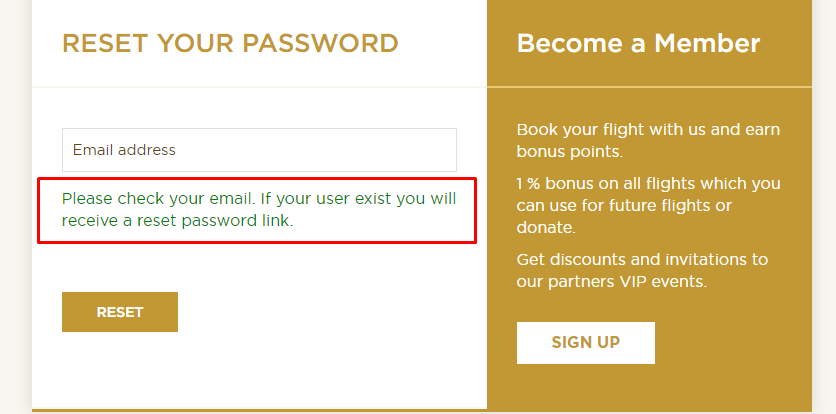 RESET YOUR PASSWORD
Email address
Please check your email. If your user exist you will
receive a reset password link.
RESET
Become a Member
Book your flight with us and earn
bonus points.
1 % bonus on all flights which you
can use for future flights or
donate.
Get discounts and invitations to
our partners VIP events.
SIGN UP